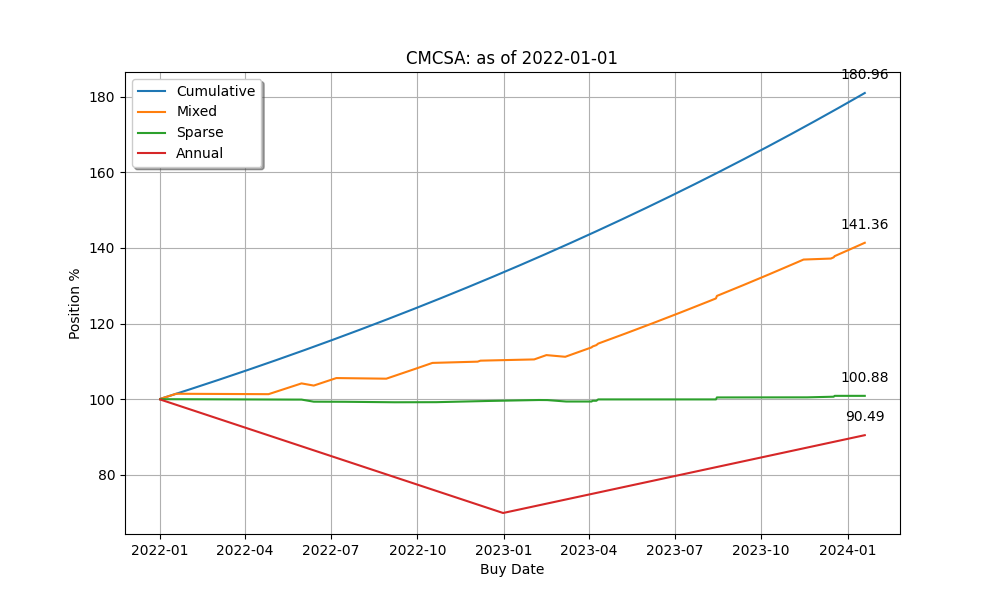 CMCSA: as of 2022-01-01
Cumulative
Mixed
Sparse
Annual
180.96
141.36
100.88
90.49
180
160
140
120
100
80
Position %
2022-01 2022-04 2022-07 2022-10 2023-01 2023-04 2023-07 2023-10 2024-01
Buy Date